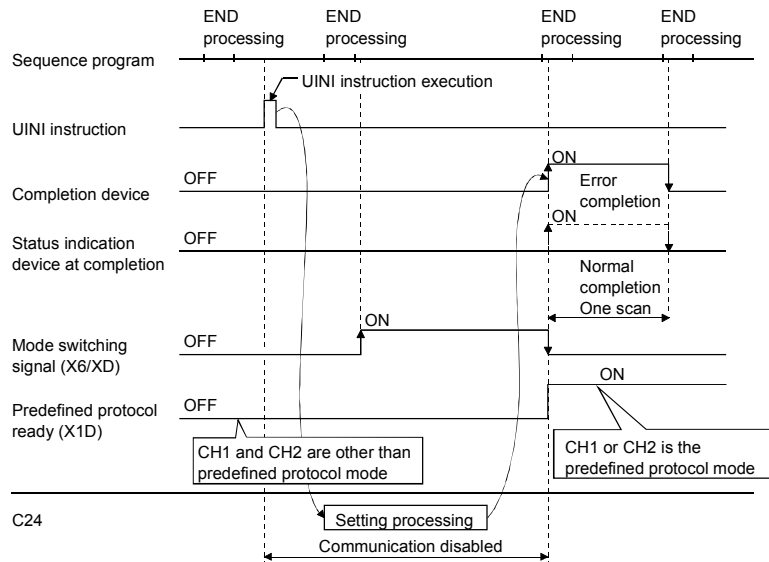 END
processing
END
processing
END
processing
END
processing
Sequence program
UINI instruction execution
UINI instruction
ON
OFF
Completion device
Error
completion
ON
OFF
Status indication
device at completion
Normal
completion
One scan
ON
OFF
Mode switching
signal (X6/XD)
ON
OFF
Predefined protocol
ready (X1D)
CH1 and CH2 are other than
predefined protocol mode
CH1 or CH2 is the
predefined protocol mode
C24
Setting processing
Communication disabled